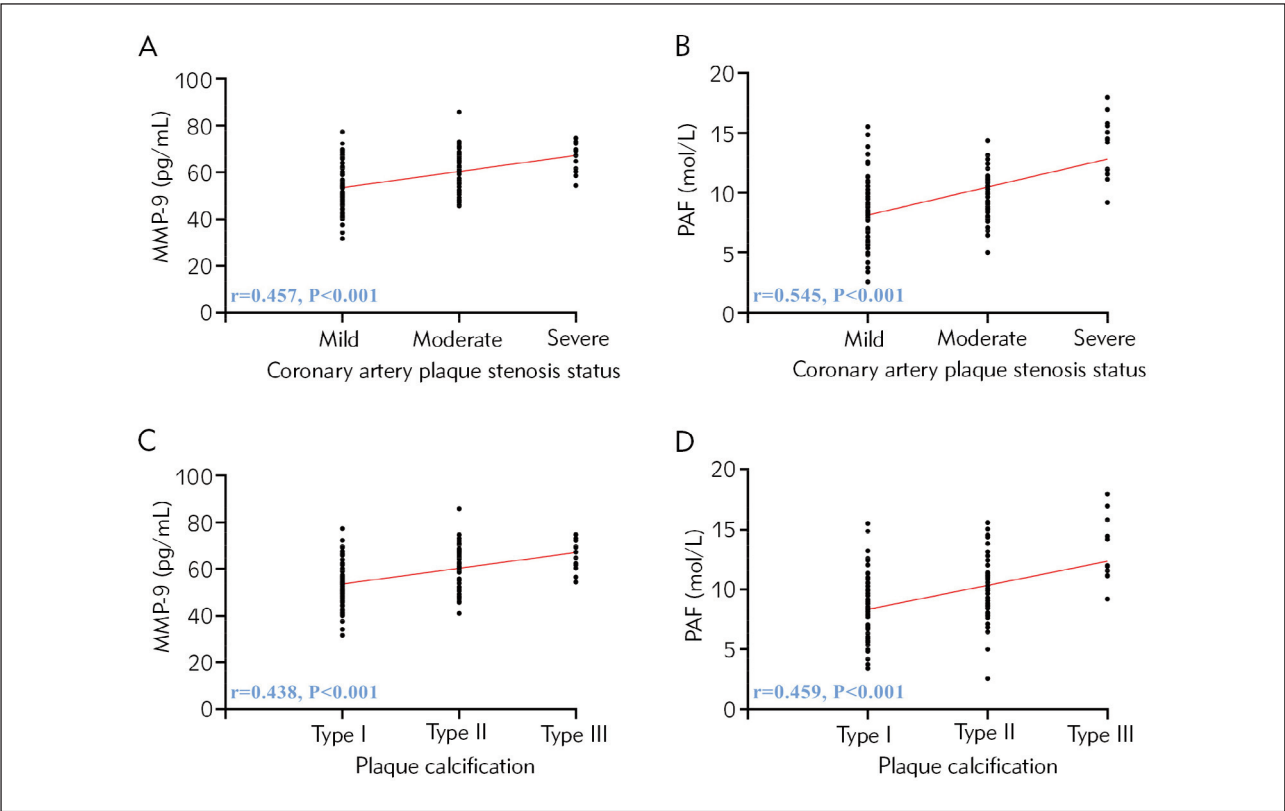 A
100
80
60
40
20
0
MMP-9 (pg/mL)
r=0.457, P<0.001
Mild Moderate Severe
Coronary artery plaque stenosis status
B
20
15
10
5
0
PAF (mol/L)
r=0.545, P<0.001
Mild Moderate Severe
Coronary artery plaque stenosis status
C
100
80
60
40
20
0
MMP-9 (pg/mL)
r=0.438, P<0.001
Type I Type II Type III
Plaque calcification
D
20
15
10
5
0
PAF (mol/L)
r=0.459, P<0.001
Type I Type II Type III
Plaque calcification